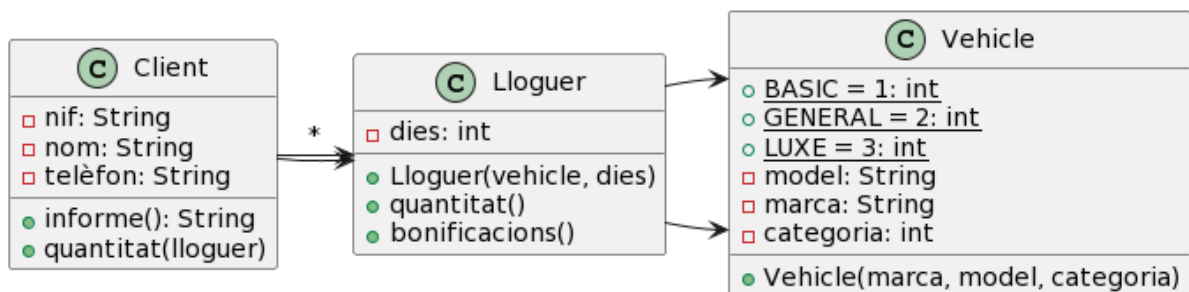 C Client
nif: String
nom: String
telèfon: String
informe(): String
quantitat(lloguer)
*
C Lloguer
dies: int
Lloguer(vehicle, dies)
quantitat()
bonificacions()
C Vehicle
BASIC = 1: int
GENERAL = 2: int
LUXE = 3: int
model: String
marca: String
categoria: int
Vehicle(marca, model, categoria)